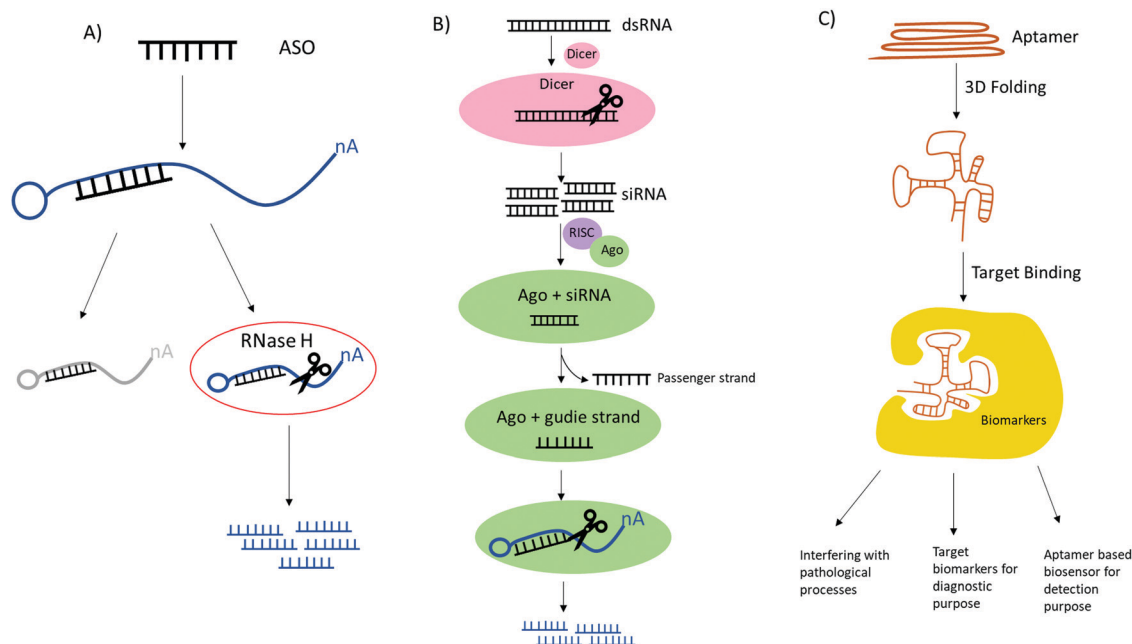 A)
ASO
nA
nA
RNase H
nA
B)
dsRNA
Dicer
Dicer
siRNA
RISC
Ago
Ago + siRNA
Passenger strand
Ago + gudie strand
nA
C)
Aptamer
3D Folding
Target Binding
Biomarkers
Interfering with
pathological
processes
Target
biomarkers for
diagnostic
purpose
Aptamer based
biosensor for
detection
purpose